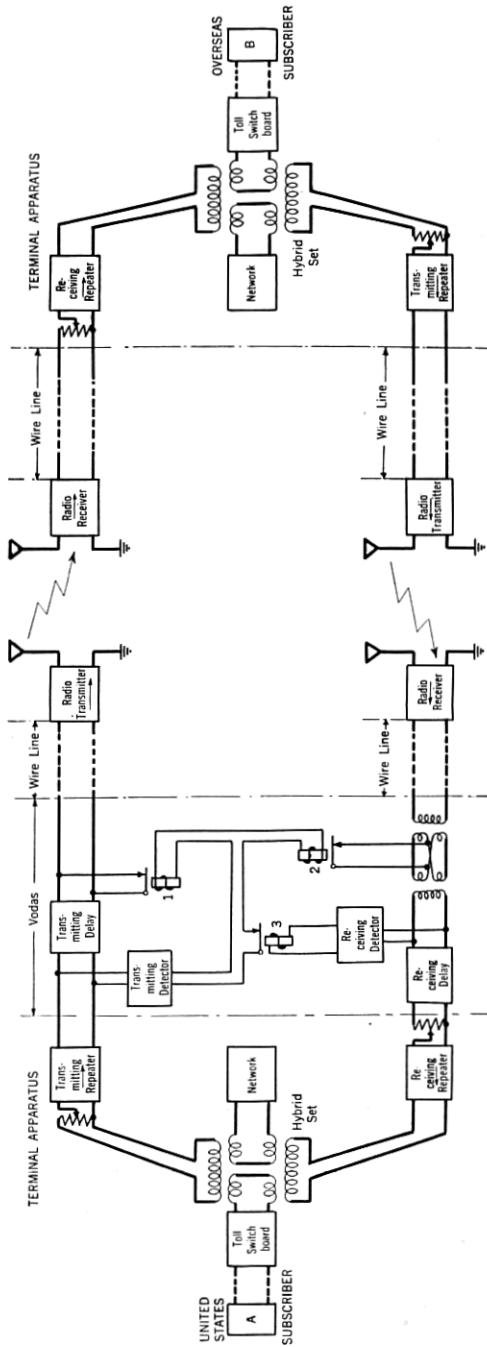 UNITED
STATES
A
SUBSCRIBER
Toll
Switch
board
TERMINAL APPARATUS
Trans-
mitting
Repeater
Network
Hybrid
Set
Re
ceiving
Repeater
Vodas
Trans-
mitting
Delay
Trans-
mitting
Detector
1
3
2
Re-
ceiving
Detector
Re-
ceiving
Delay
Wire Line
Radio
Transmitter
Wire Line
Radio
Receiver
Radio
Receiver
Wire Line
Radio
Transmitter
Wire Line
TERMINAL APPARATUS
Re-
ceiving
Repeater
Network
Hybrid
Set
Trans-
mitting
Repeater
Toll
Switch
board
OVERSEAS
B
SUBSCRIBER